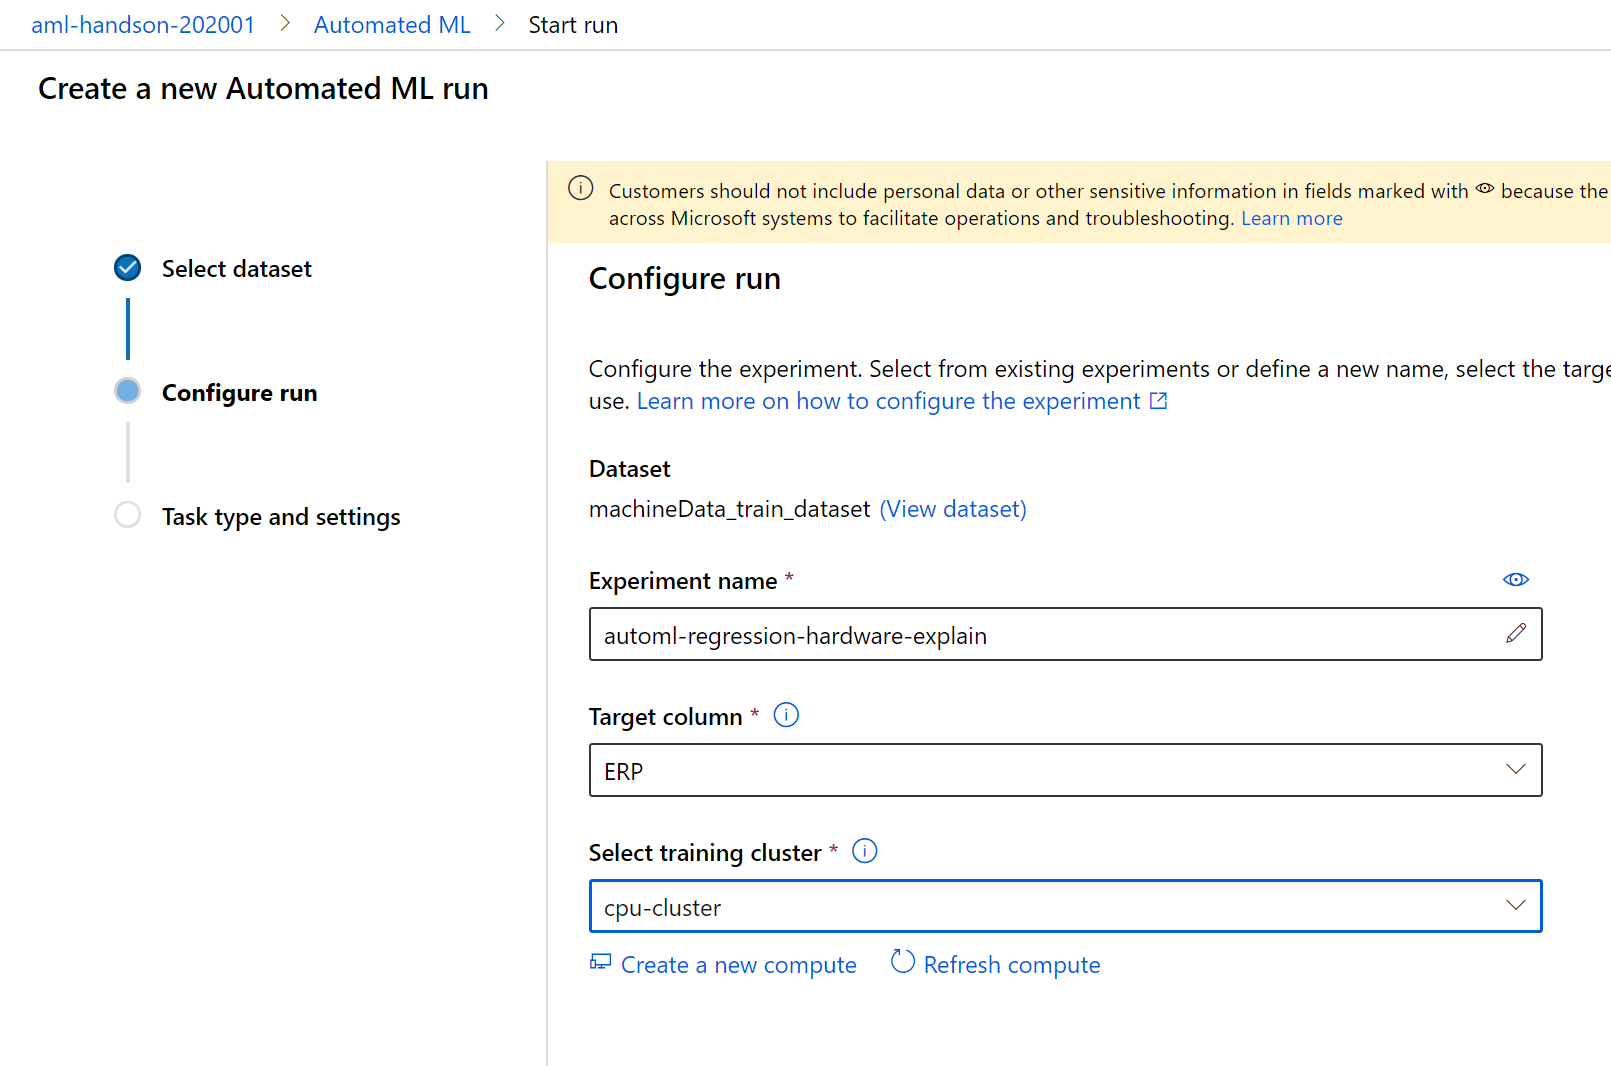 aml-handson-202001 > Automated ML > Start run
Create a new Automated ML run
Customers should not include personal data or other sensitive information in fields marked with because the
across Microsoft systems to facilitate operations and troubleshooting. Learn more
Select dataset
Configure run
Task type and settings
Configure run
Configure the experiment. Select from existing experiments or define a new name, select the targe
use. Learn more on how to configure the experiment
Dataset
machineData_train_dataset (View dataset)
Experiment name *
automl-regression-hardware-explain
Target column *
ERP
Select training cluster *
cpu-cluster
Create a new compute Refresh compute